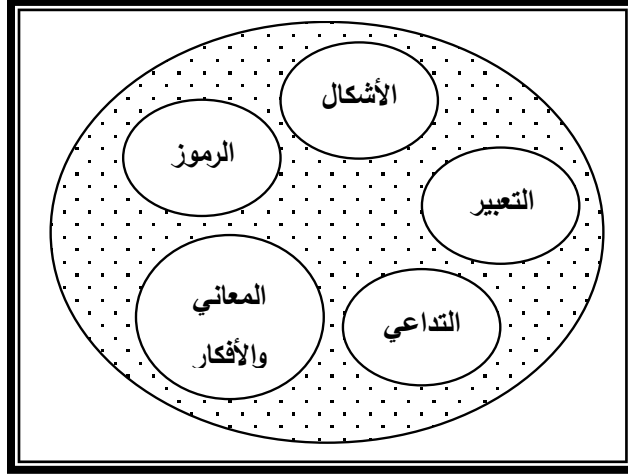 الأشكال
الرموز
التعبير
المعاني
والأفكار
التداعي